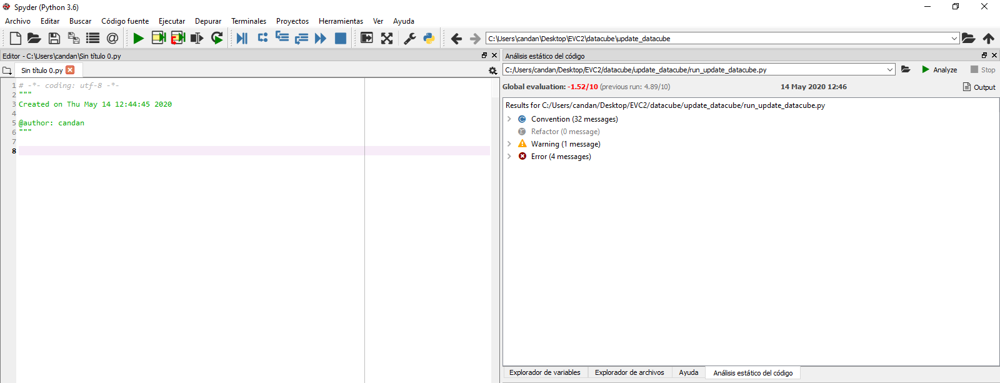 Spyder (Python 3.6)
Archivo Editar Buscar Código fuente Ejecutar Depurar Terminales Proyectos Herramientas Ver Ayuda
C:\Users\candan\Desktop\EVC2\datacube\update_datacube
Editor - C:\Users\candan\Sin título 0.py
Sin título 0.py
1 # -*- coding: utf-8 -*-
2 """
3 Created on Thu May 14 12:44:45 2020
4
5 @author: candan
6 """
7
8
Análisis estático del código
C:/Users/candan/Desktop/EVC2/datacube/update_datacube/run_update_datacube.py Analyze Stop
Global evaluation: -1.52/10 (previous run: 4.89/10) 14 May 2020 12:46 Output
Results for C:/Users/candan/Desktop/EVC2/datacube/update_datacube/run_update_datacube.py
Convention (32 messages)
Refactor (0 message)
Warning (1 message)
Error (4 messages)
Explorador de variables Explorador de archivos Ayuda Análisis estático del código